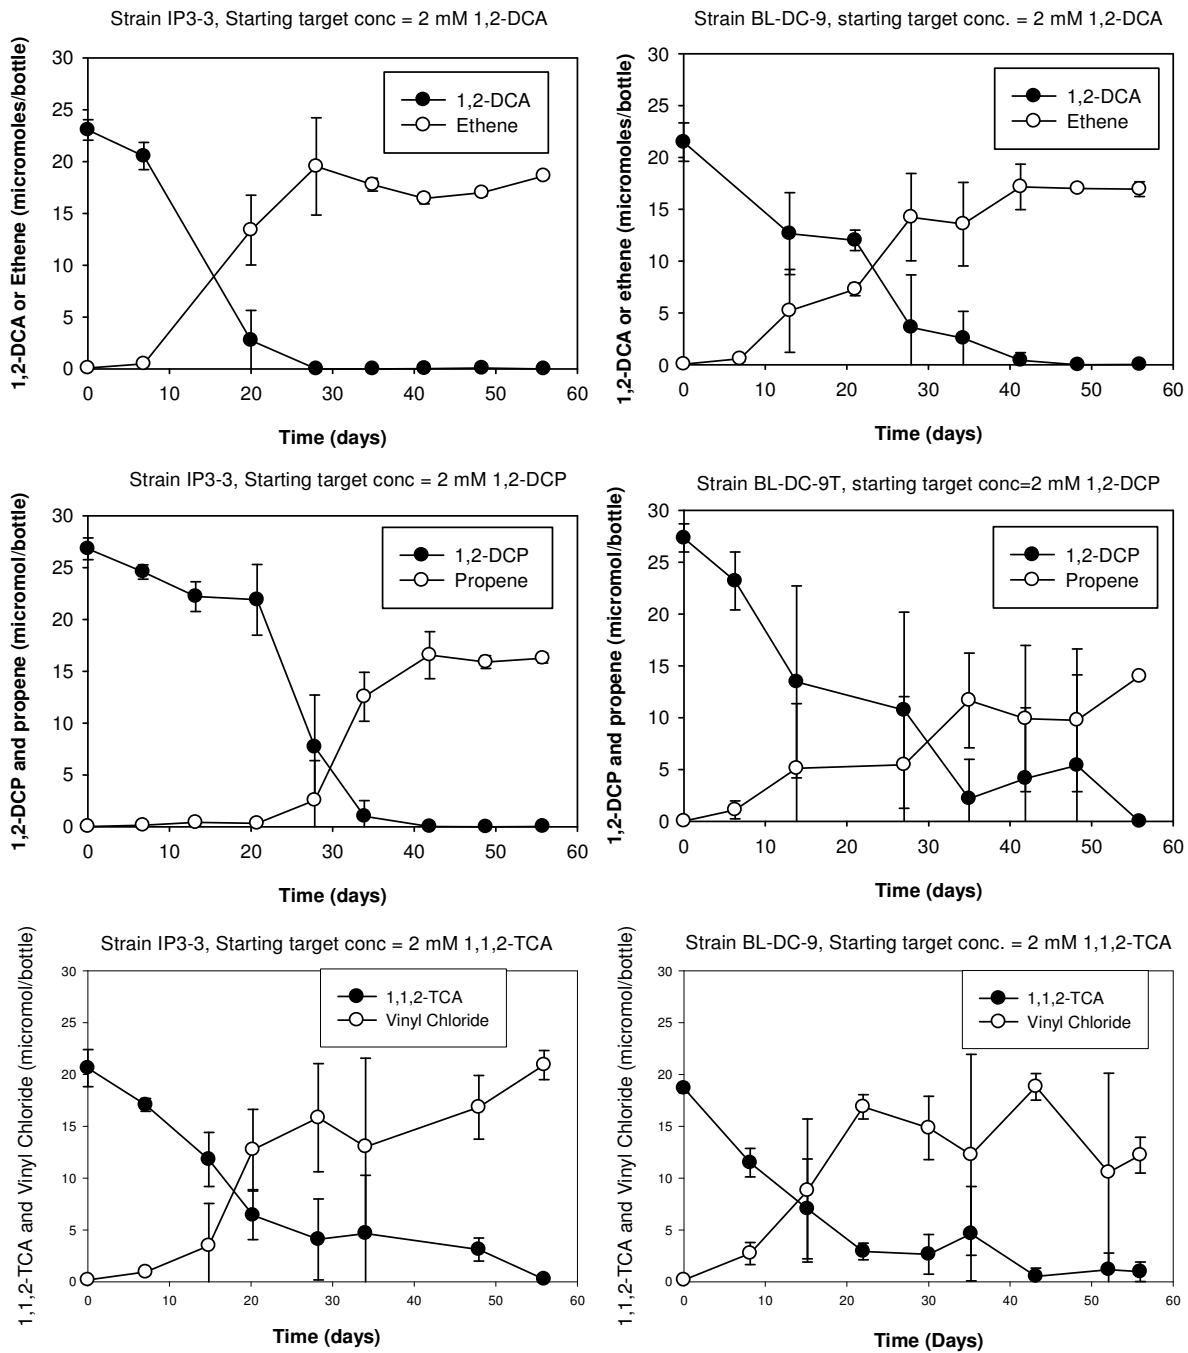 Strain IP3-3, Starting target conc = 2 mM 1,2-DCA
1,2-DCA or Ethene (micromoles/bottle)
30
25
20
15
10
5
0
1,2-DCA
Ethene
0 10 20 30 40 50 60
Time (days)
Strain BL-DC-9, starting target conc. = 2 mM 1,2-DCA
1,2-DCA or ethene (micromoles/bottle)
30
25
20
15
10
5
0
1,2-DCA
Ethene
0 10 20 30 40 50 60
Time (days)
Strain IP3-3, Starting target conc = 2 mM 1,2-DCP
1,2-DCP and propene (micromol/bottle)
30
25
20
15
10
5
0
1,2-DCP
Propene
0 10 20 30 40 50 60
Time (days)
Strain BL-DC-9T, starting target conc=2 mM 1,2-DCP
1,2-DCP and propene (micromol/bottle)
30
25
20
15
10
5
0
1,2-DCP
Propene
0 10 20 30 40 50 60
Time (days)
Strain IP3-3, Starting target conc = 2 mM 1,1,2-TCA
1,1,2-TCA and Vinyl Chloride (micromol/bottle)
30
25
20
15
10
5
0
1,1,2-TCA
Vinyl Chloride
0 10 20 30 40 50 60
Time (days)
Strain BL-DC-9, Starting target conc. = 2 mM 1,1,2-TCA
1,1,2-TCA and Vinyl Chloride (micromol/bottle)
30
25
20
15
10
5
0
1,1,2-TCA
Vinyl Chloride
0 10 20 30 40 50 60
Time (Days)